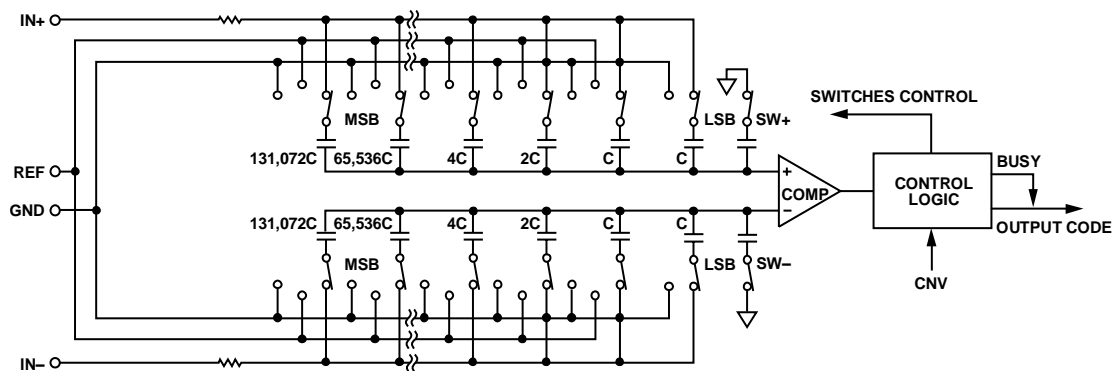 IN+
REF
GND
IN–
MSB
LSB
SW+
131,072C
65,536C
4C
2C
C
C
+
–
COMP
131,072C
65,536C
4C
2C
C
C
MSB
LSB
SW–
SWITCHES CONTROL
CONTROL
LOGIC
BUSY
OUTPUT CODE
CNV